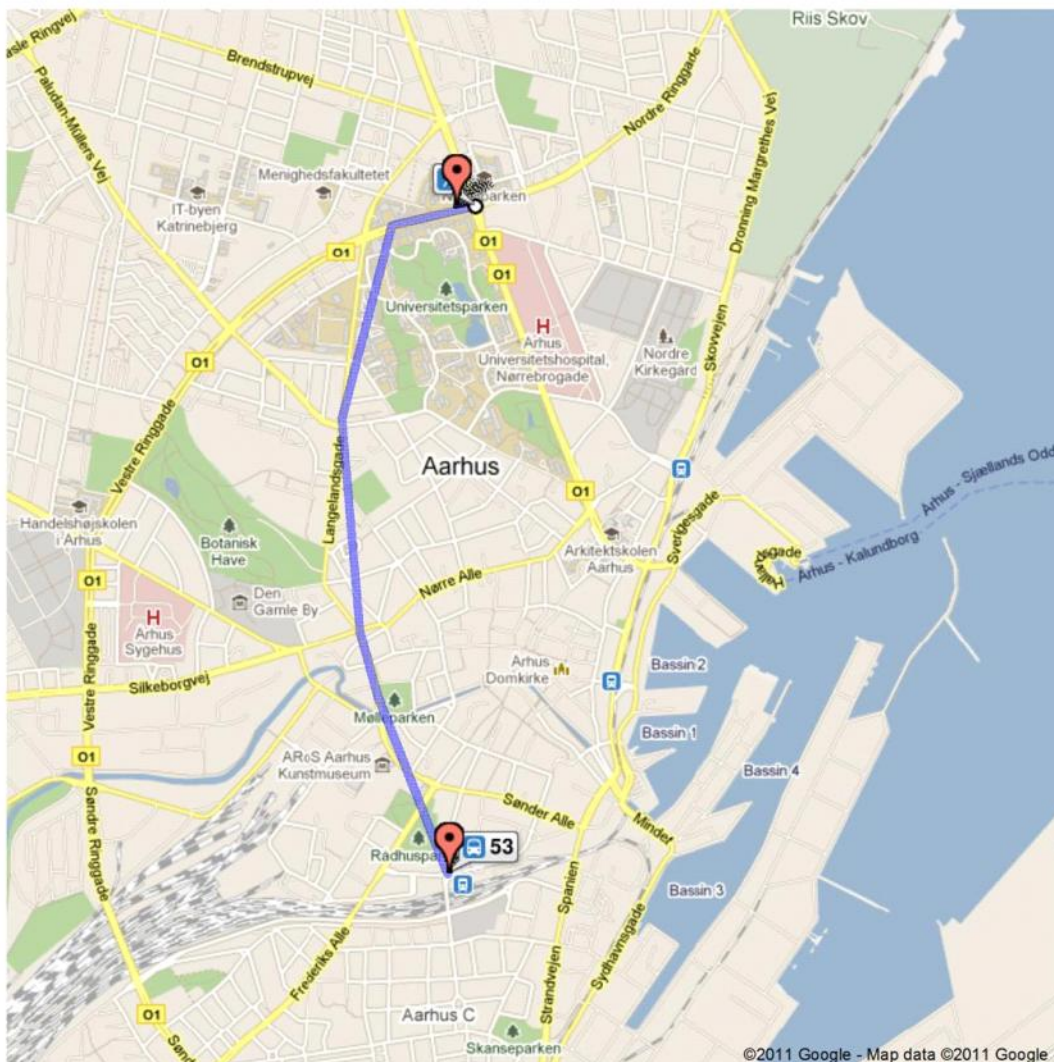 Riis Skov
asle Ringvej
Brendstrupvej
Paludan-Müllers Vej
Nordre Ringgade
Menighedsfakultetet
IT-byen
Katrinebjerg
Dronning Margrethes Vej
O1
O1
O1
Universitetsparken
H
Århus
Universitetshospital,
Nørrebrogade
Nordre
Kirkegård
Skovvejen
O1
Vestre Ringgade
Langelandsgade
Aarhus
O1
Handelshøjskolen
i Århus
Botanisk
Have
Arkitektskolen
Aarhus
Sverigesgade
Århus - Sjællands Odd
Århus - Kalundborg
O1
Nørre Alle
Den
Gamle By
H
Århus
Sygehus
Århus
Domkirke
Bassin 2
Silkeborgvej
Vestre Ringgade
Mølleparken
Bassin 1
O1
ARoS Aarhus
Kunstmuseum
Bassin 4
Sønder Alle
Mindet
53
Søndre Ringgade
Spanien
Bassin 3
Frederiks Alle
Strandvejen
Sydhavnsgade
O1
Aarhus C
Skanseparken
©2011 Google - Map data ©2011 Google